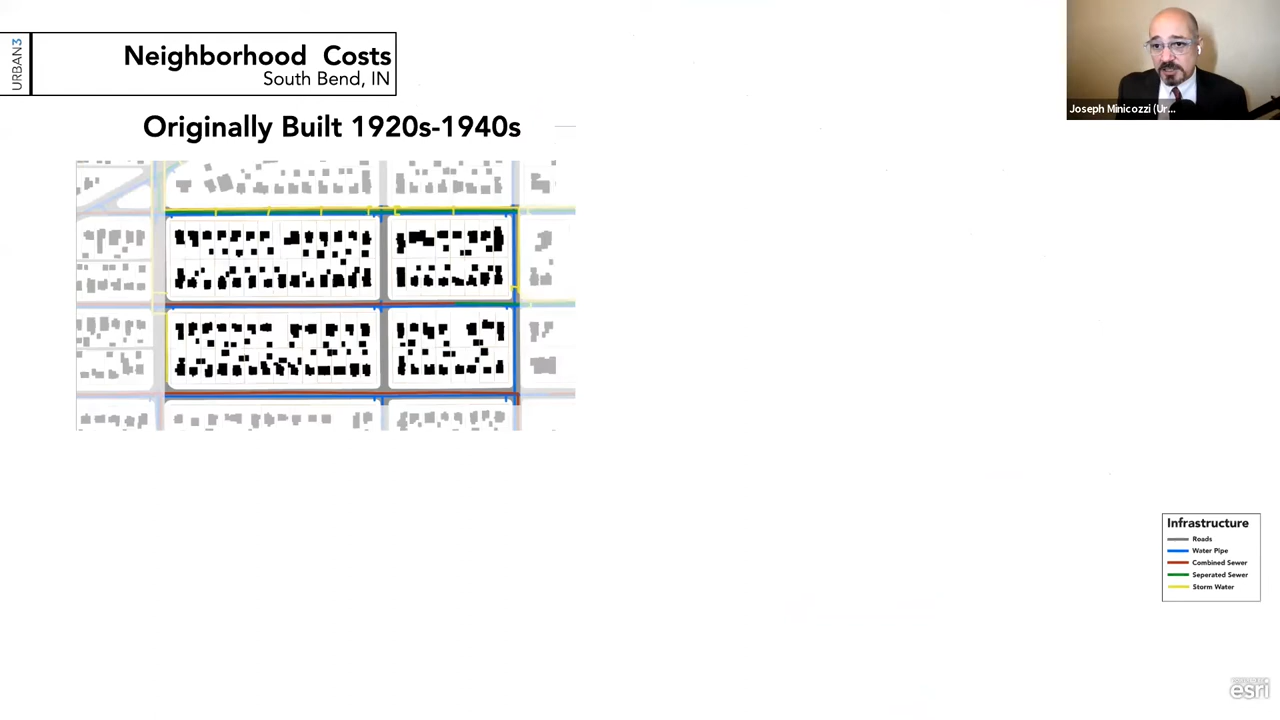 URBAN3
Neighborhood Costs
South Bend, IN
Originally Built 1920s-1940s
Joseph Minicozzi (Ur...
Infrastructure
Roads
Water Pipe
Combined Sewer
Seperated Sewer
Storm Water
esri